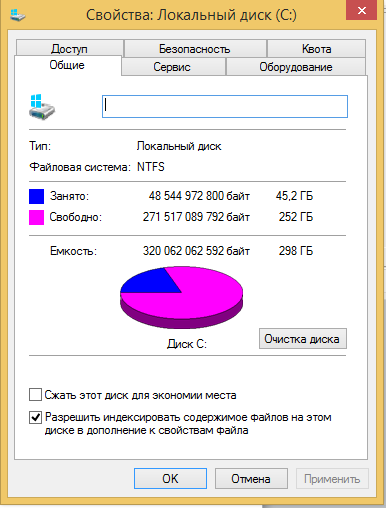 Свойства: Локальный диск (C:)
Доступ Безопасность Квота
Общие Сервис Оборудование
Тип: Локальный диск
Файловая система: NTFS
Занято: 48 544 972 800 байт 45,2 ГБ
Свободно: 271 517 089 792 байт 252 ГБ
Емкость: 320 062 062 592 байт 298 ГБ
Диск C: Очистка диска
Сжать этот диск для экономии места
Разрешить индексировать содержимое файлов на этом
диске в дополнение к свойствам файла
OK Отмена Применить